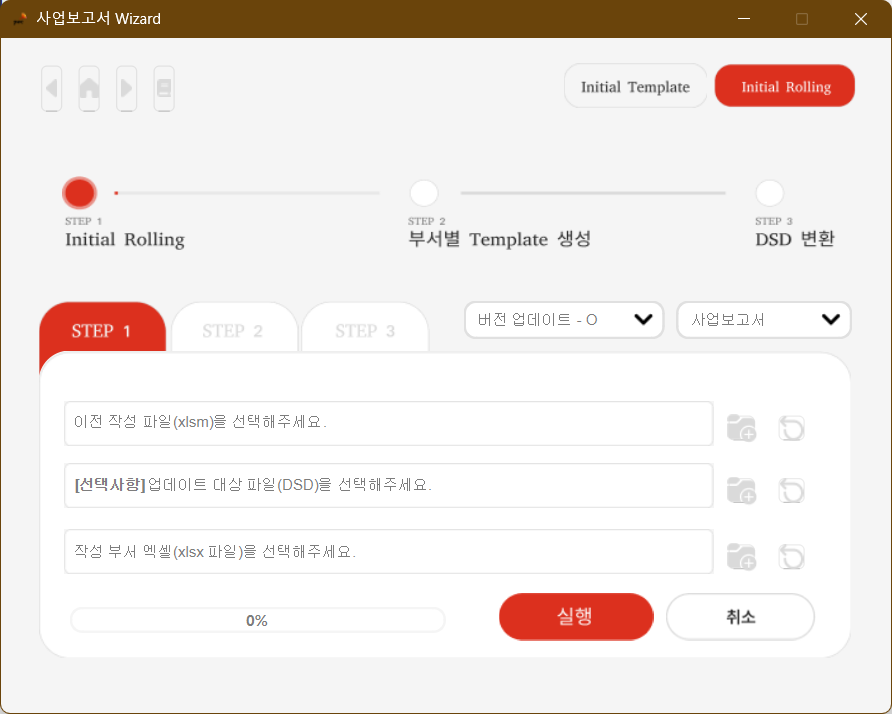 사업보고서 Wizard
Initial Template
Initial Rolling
STEP 1
Initial Rolling
STEP 2
부서별 Template 생성
STEP 3
DSD 변환
STEP 1
STEP 2
STEP 3
버전 업데이트 - O
사업보고서
이전 작성 파일(xlsm)을 선택해주세요.
[선택사항]업데이트 대상 파일(DSD)을 선택해주세요.
작성 부서 엑셀(xlsx 파일)을 선택해주세요.
0%
실행
취소